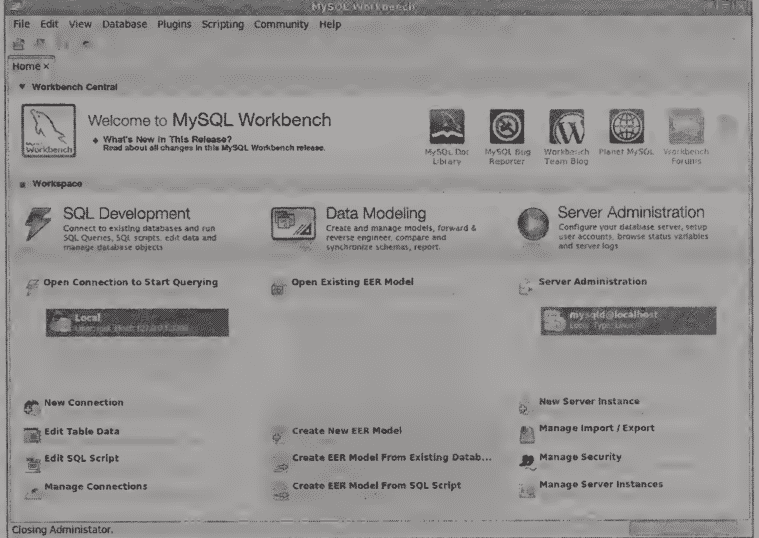 MySQL Workbench
File Edit View Database Plugins Scripting Community Help
Home ×
Workbench Central
Welcome to MySQL Workbench
What's New In This Release?
Read about all changes in this MySQL Workbench release.
Workbench
MySQL Doc
Library
MySQL Bug
Reporter
Workbench
Team Blog
Planet MySQL
Workbench
Forums
Workspace
SQL Development
Connect to existing databases and run
SQL Queries, SQL scripts, edit data and
manage database objects
Data Modeling
Create and manage models, forward &
reverse engineer, compare and
synchronize schemas, report.
Server Administration
Configure your database server, setup
user accounts, browse status variables
and server logs
Open Connection to Start Querying
Local
Open Existing EER Model
Server Administration
mysqld@localhost
Local Type: Linux
New Connection
Edit Table Data
Edit SQL Script
Manage Connections
Create New EER Model
Create EER Model From Existing Datab...
Create EER Model From SQL Script
New Server Instance
Manage Import / Export
Manage Security
Manage Server Instances
Closing Administator.